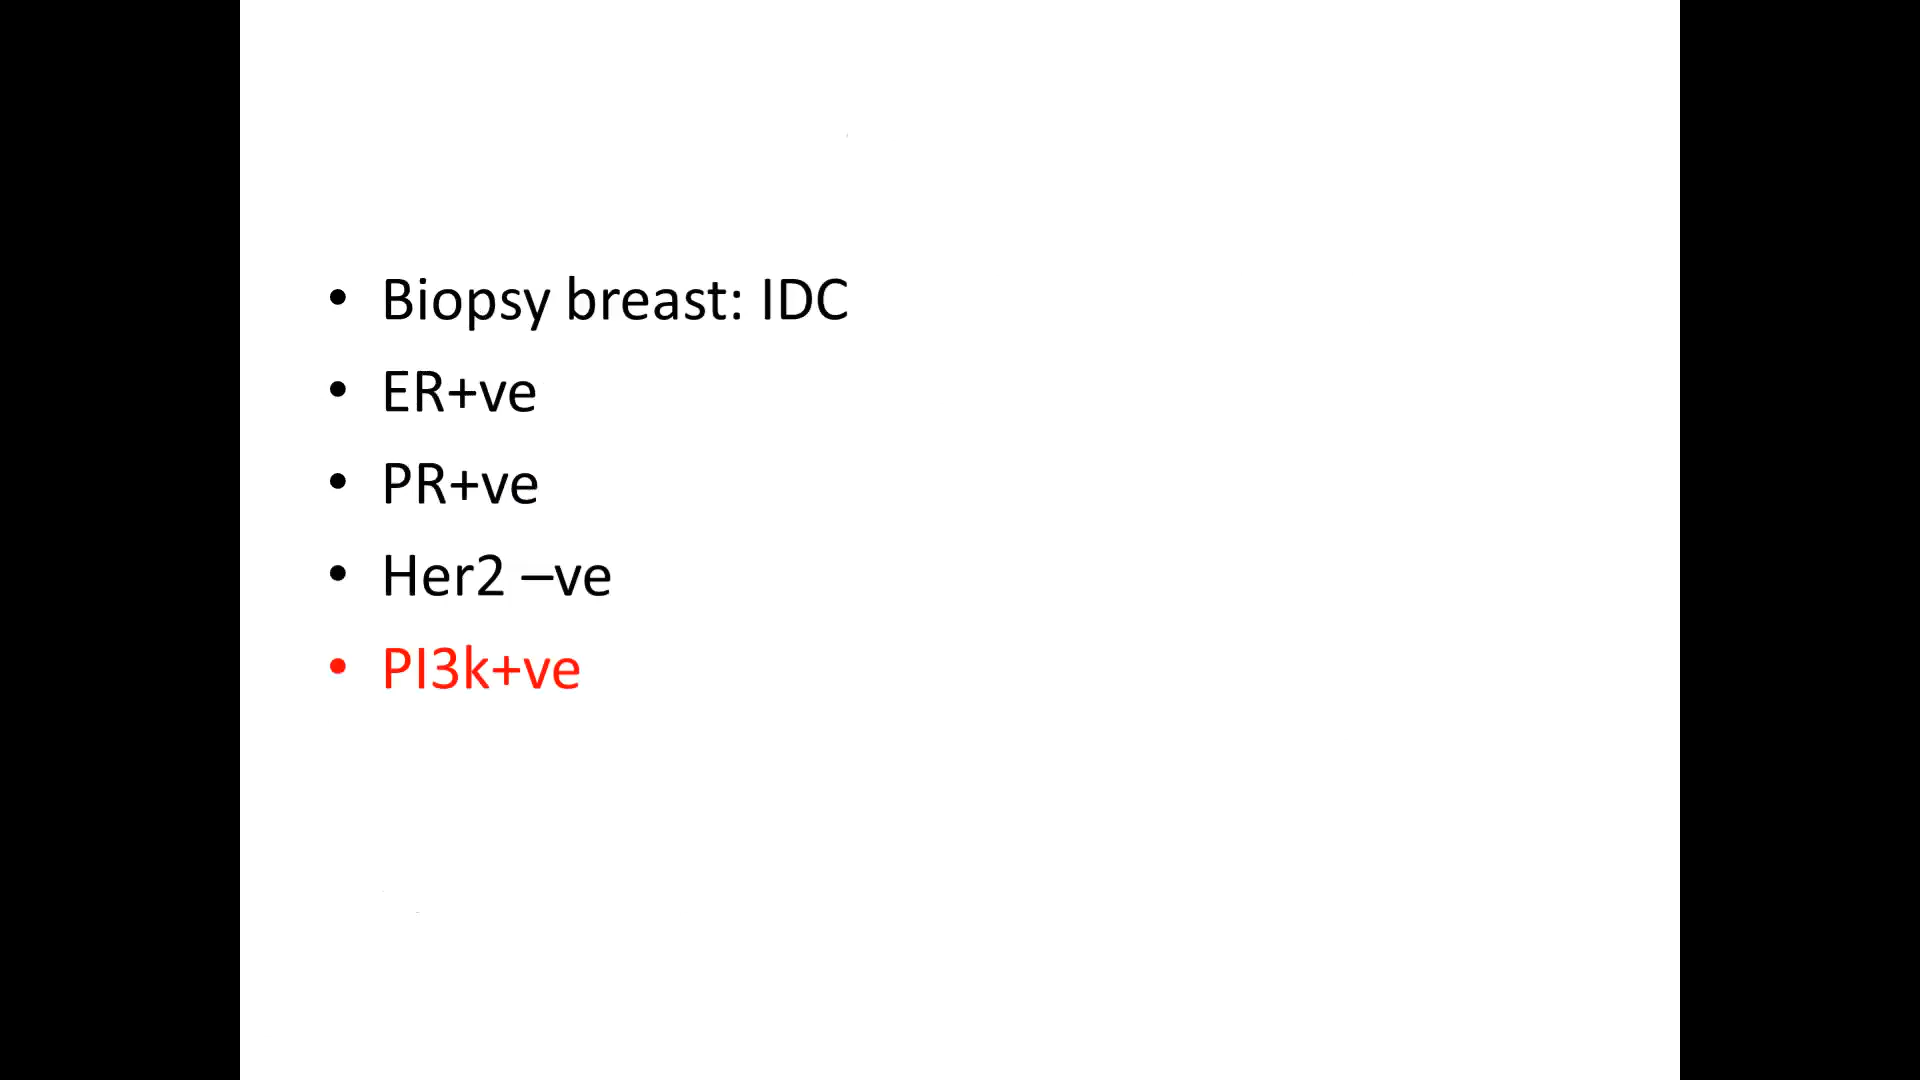 • Biopsy breast: IDC
• ER+ve
• PR+ve
• Her2 –ve
• PI3k+ve